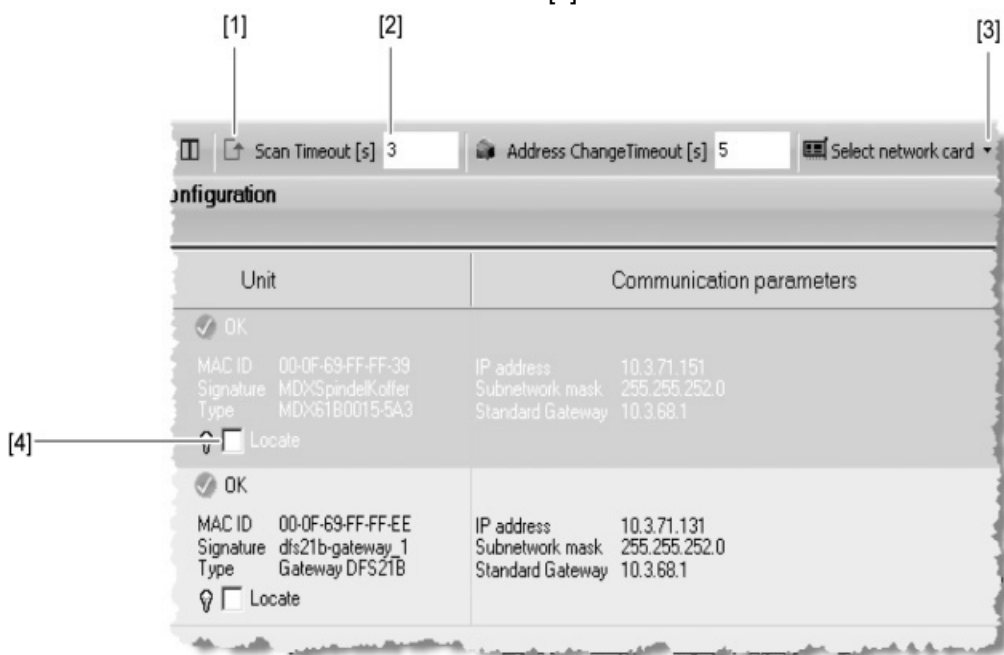 [1] [2] [3]
Scan Timeout [s] 3 Address ChangeTimeout [s] 5 Select network card
onfiguration
Unit Communication parameters
OK
MAC ID 00-0F-69-FF-FF-39 IP address 10.3.71.151
Signature MDXSpindelKoffer Subnetwork mask 255.255.252.0
Type MDX61B0015-5A3 Standard Gateway 10.3.68.1
[4] Locate
OK
MAC ID 00-0F-69-FF-FF-EE IP address 10.3.71.131
Signature dfs21b-gateway_1 Subnetwork mask 255.255.252.0
Type Gateway DFS21B Standard Gateway 10.3.68.1
Locate